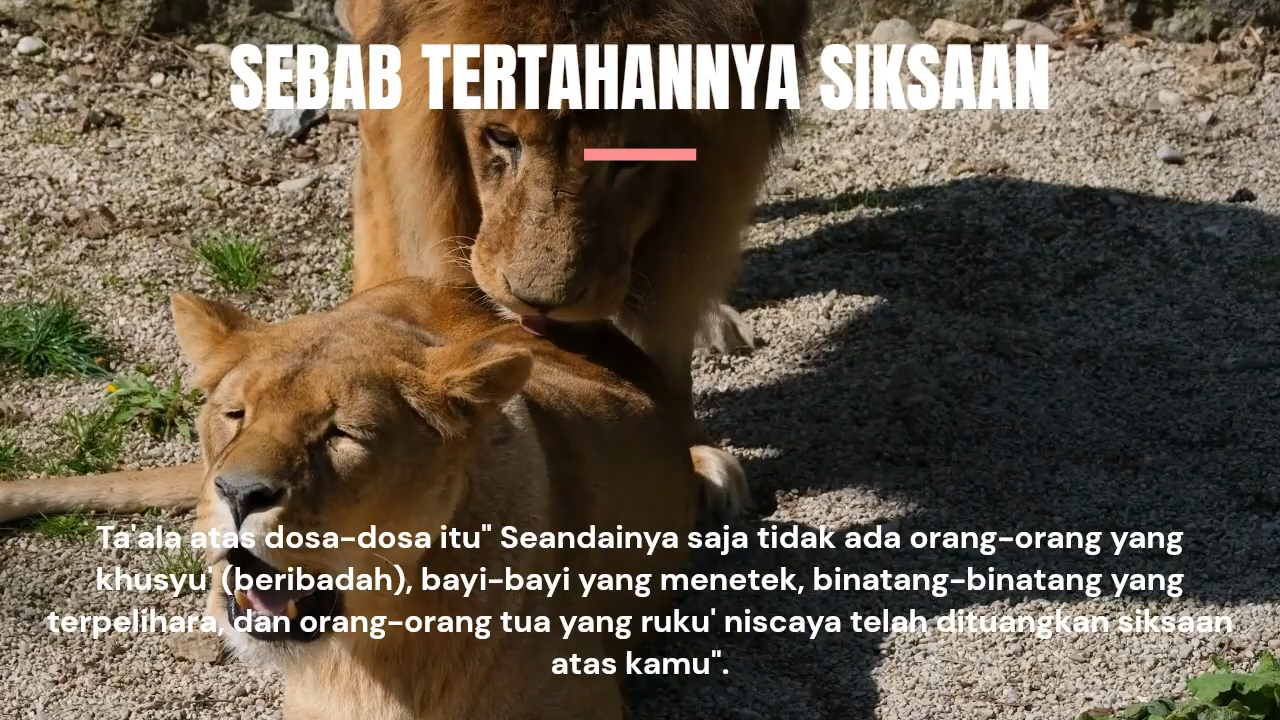 SEBAB TERTAHANNYA SIKSAAN
Ta'ala atas dosa-dosa itu" Seandainya saja tidak ada orang-orang yang
khusyu' (beribadah), bayi-bayi yang menetek, binatang-binatang yang
terpelihara, dan orang-orang tua yang ruku' niscaya telah dituangkan siksaan
atas kamu".